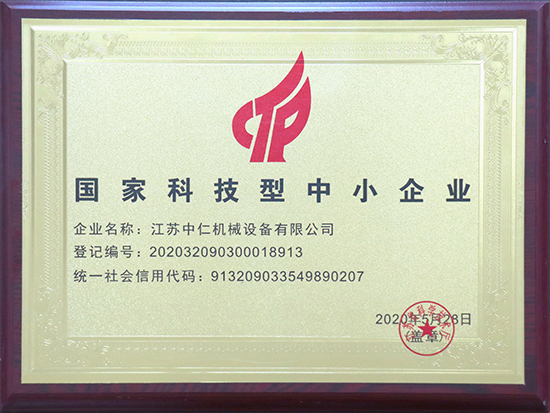 国家科技型中小企业
企业名称：江苏中仁机械设备有限公司
登记编号：202032090300018913
统一社会信用代码：913209033549890207
2020年5月28日
（盖章）